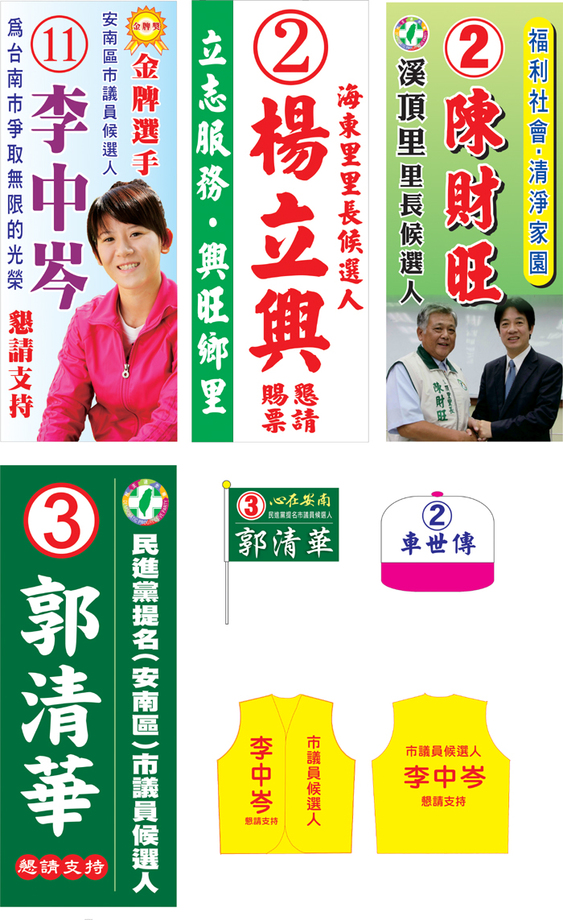 金牌獎
金牌選手
安南區市議員候選人
11
李中岑
爲台南市爭取無限的光榮
懇請支持
2
海東里里長候選人
楊立興
懇請
賜票
立志服務·興旺鄉里
福利社會·清淨家園
2
陳財旺
溪頂里里長候選人
陳財旺
3
郭清華
民進黨提名(安南區)市議員候選人
懇請支持
3
心在安南
民進黨提名市議員候選人
郭清華
2
車世傳
市議員候選人
李中岑
懇請支持
市議員候選人
李中岑
懇請支持